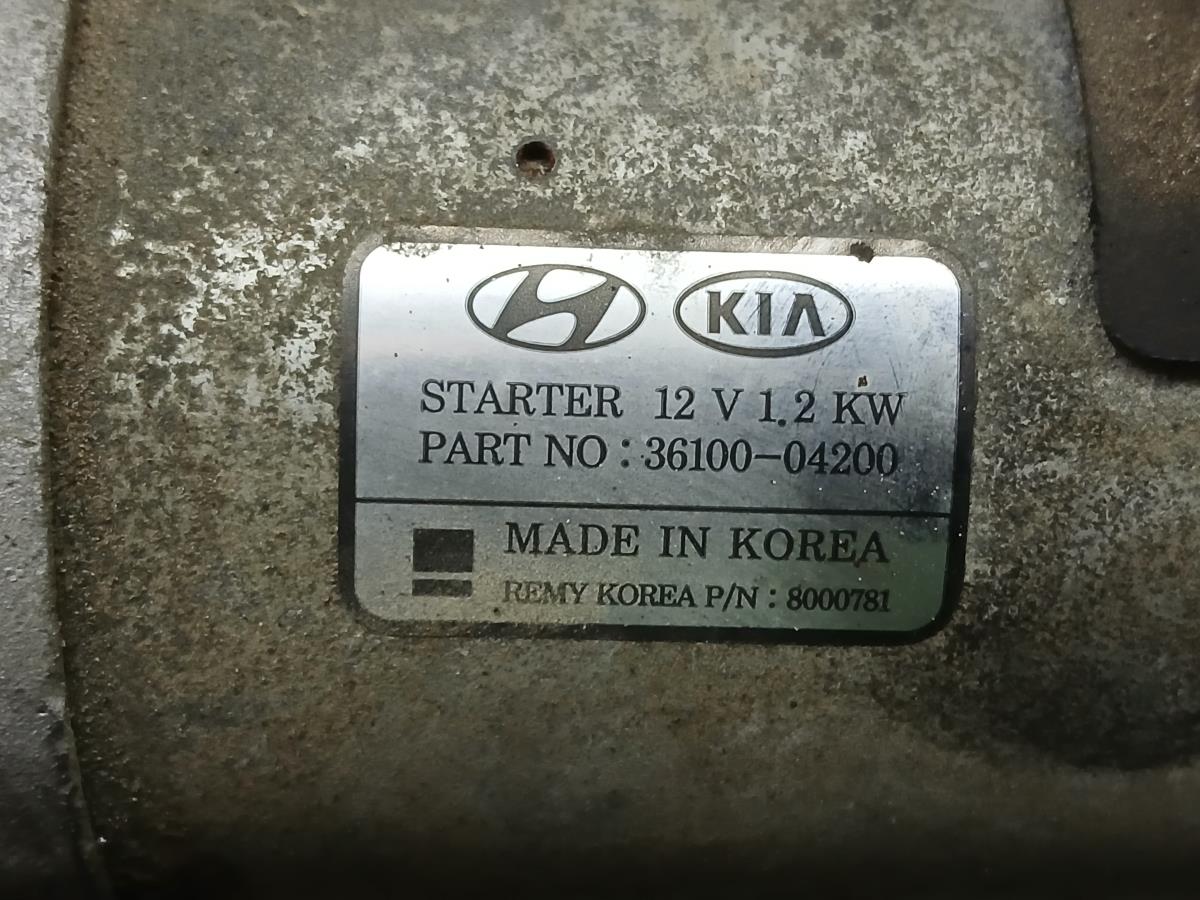 KIA
STARTER 12 V 1.2 KW
PART NO : 36100-04200
MADE IN KOREA
REMY KOREA P/N : 8000781